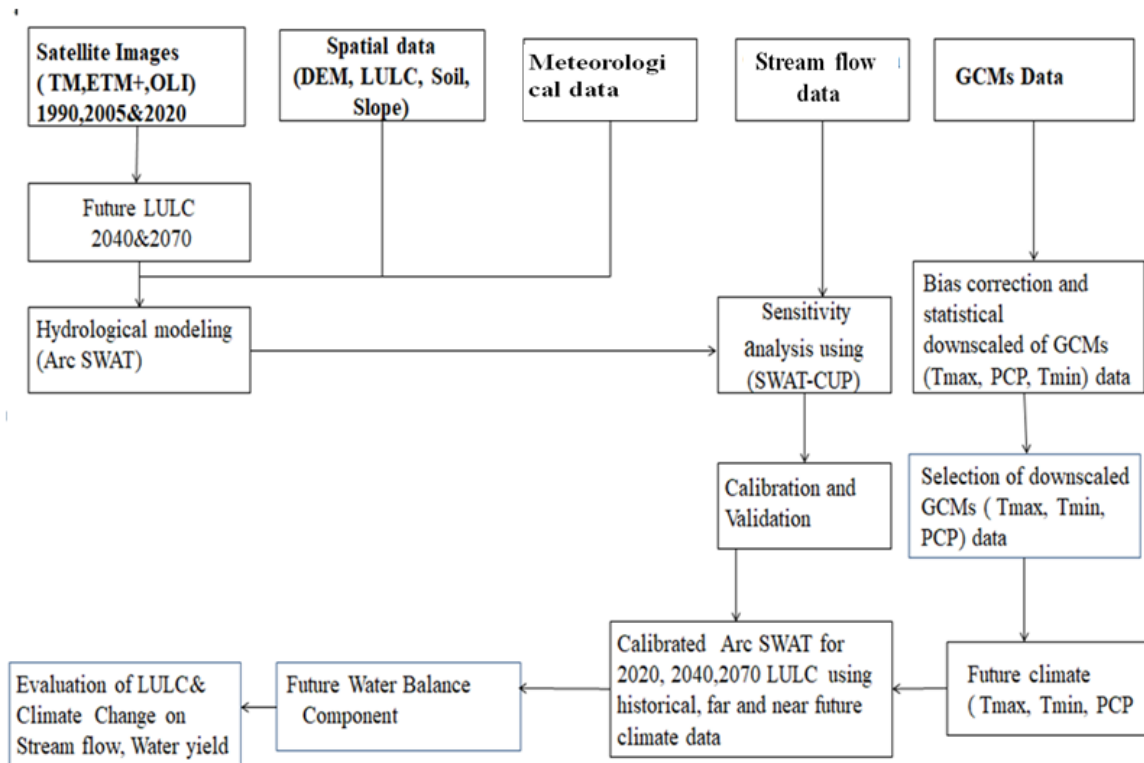 Satellite Images
( TM,ETM+,OLI)
1990,2005&2020
Spatial data
(DEM, LULC, Soil,
Slope)
Meteorologi
cal data
Stream flow
data
GCMs Data
Future LULC
2040&2070
Hydrological modeling
(Arc SWAT)
Sensitivity
analysis using
(SWAT-CUP)
Bias correction and
statistical
downscaled of GCMs
(Tmax, PCP, Tmin) data
Calibration and
Validation
Selection of downscaled
GCMs ( Tmax, Tmin,
PCP) data
Evaluation of LULC&
Climate Change on
Stream flow, Water yield
Future Water Balance
Component
Calibrated Arc SWAT for
2020, 2040,2070 LULC using
historical, far and near future
climate data
Future climate
( Tmax, Tmin, PCP